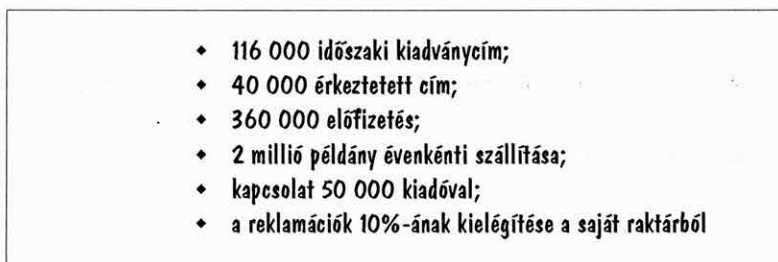 ◆ 116 000 időszaki kiadványcím;
◆ 40 000 érkeztetett cím;
◆ 360 000 előfizetés;
◆ 2 millió példány évenkénti szállítása;
◆ kapcsolat 50 000 kiadóval;
◆ a reklamációk 10%-ának kielégítése a saját raktárból